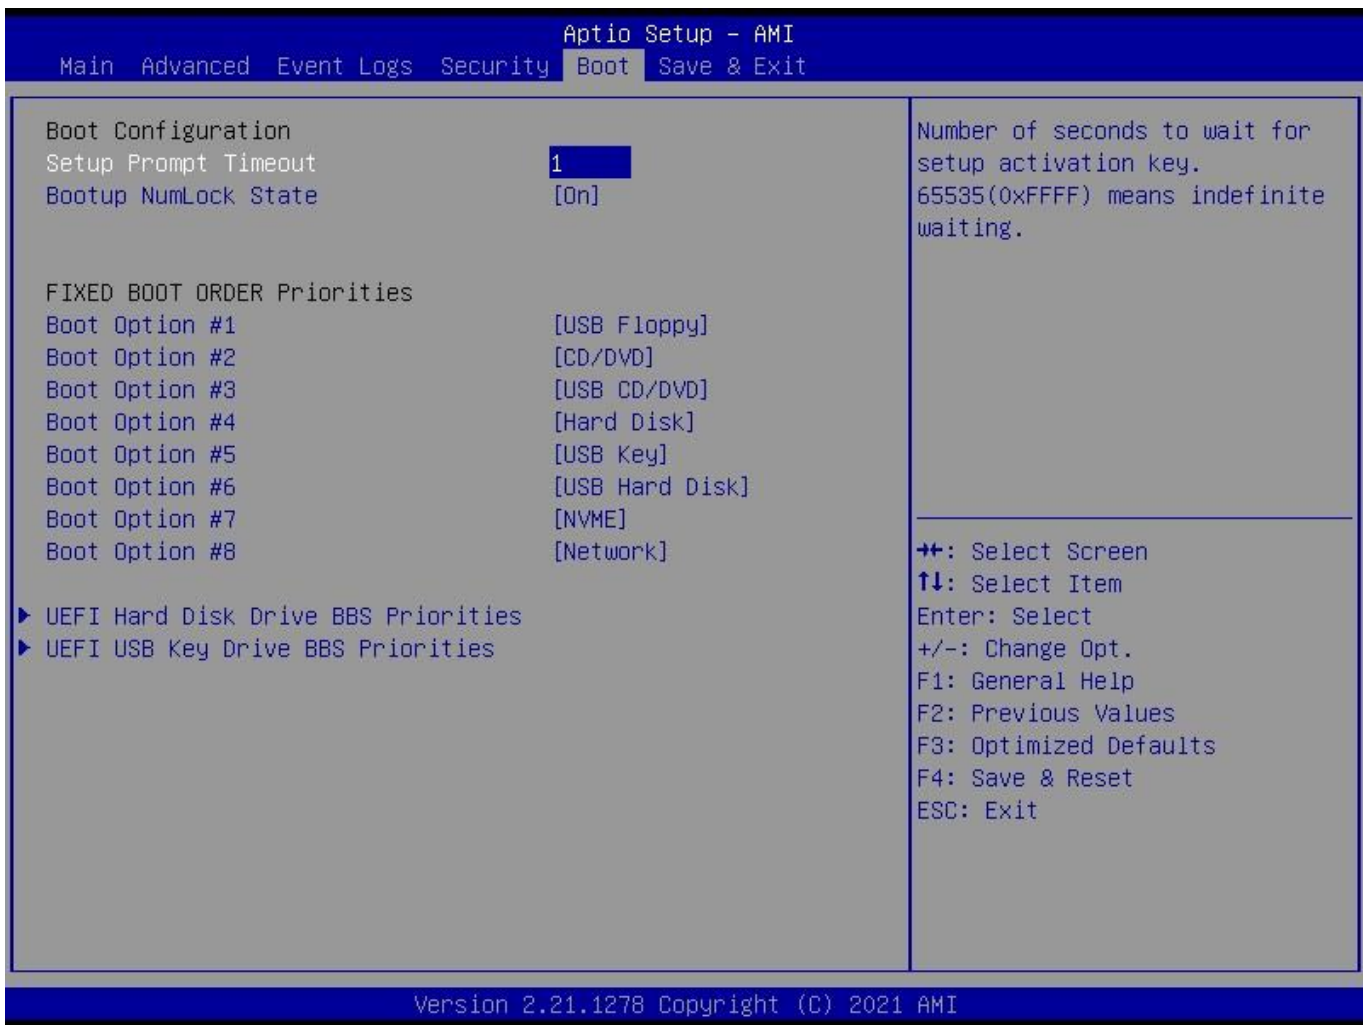 Aptio Setup – AMI
Main Advanced Event Logs Security Boot Save & Exit
Boot Configuration
Setup Prompt Timeout 1
Bootup NumLock State [On]
FIXED BOOT ORDER Priorities
Boot Option #1 [USB Floppy]
Boot Option #2 [CD/DVD]
Boot Option #3 [USB CD/DVD]
Boot Option #4 [Hard Disk]
Boot Option #5 [USB Key]
Boot Option #6 [USB Hard Disk]
Boot Option #7 [NVME]
Boot Option #8 [Network]
▶ UEFI Hard Disk Drive BBS Priorities
▶ UEFI USB Key Drive BBS Priorities
Number of seconds to wait for
setup activation key.
65535(0xFFFF) means indefinite
waiting.
→←: Select Screen
↑↓: Select Item
Enter: Select
+/-: Change Opt.
F1: General Help
F2: Previous Values
F3: Optimized Defaults
F4: Save & Reset
ESC: Exit
Version 2.21.1278 Copyright (C) 2021 AMI